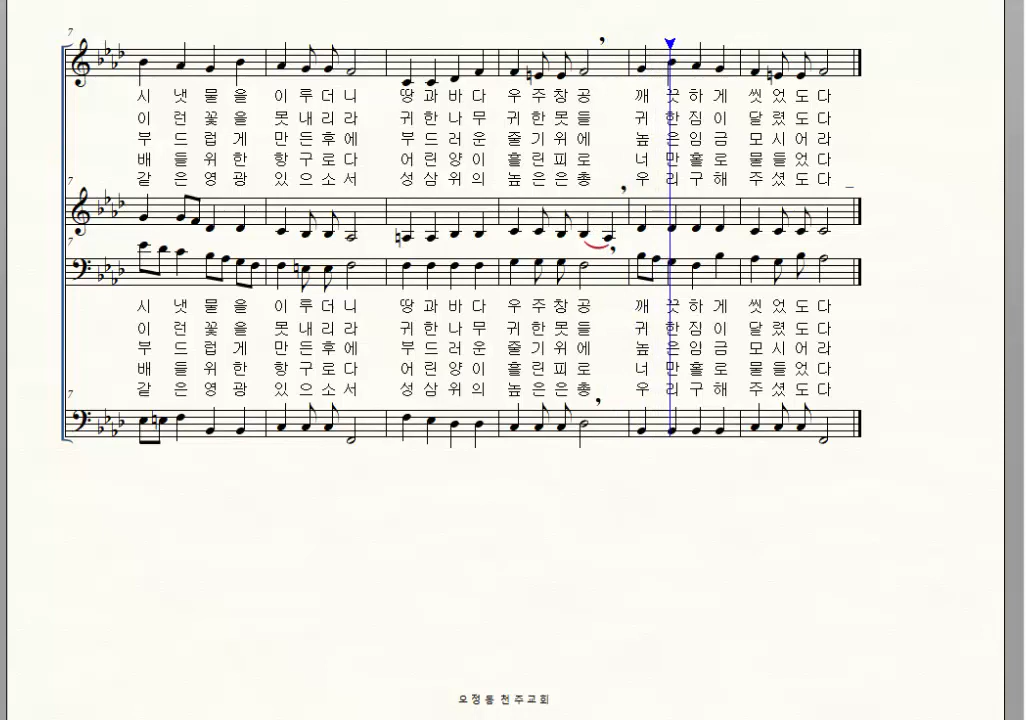 7
시 냇 물 을 이 루 더 니 땅 과 바 다 우 주 창 공 깨 끗 하 게 씻 었 도 다
이 런 꽃 을 못 내 리 라 귀 한 나 무 귀 한 못 들 귀 한 짐 이 달 렸 도 다
부 드 럽 게 만 든 후 에 부 드 러 운 줄 기 위 에 높 은 임 금 모 시 어 라
배 들 위 한 항 구 로 다 어 린 양 이 흘 린 피 로 너 만 홀 로 물 들 었 다
같 은 영 광 있 으 소 서 성 삼 위 의 높 은 은 총 우 리 구 해 주 셨 도 다 _
7
7
시 냇 물 을 이 루 더 니 땅 과 바 다 우 주 창 공 깨 끗 하 게 씻 었 도 다
이 런 꽃 을 못 내 리 라 귀 한 나 무 귀 한 못 들 귀 한 짐 이 달 렸 도 다
부 드 럽 게 만 든 후 에 부 드 러 운 줄 기 위 에 높 은 임 금 모 시 어 라
배 들 위 한 항 구 로 다 어 린 양 이 흘 린 피 로 너 만 홀 로 물 들 었 다
같 은 영 광 있 으 소 서 성 삼 위 의 높 은 은 총 우 리 구 해 주 셨 도 다
7
오정동 천주교회